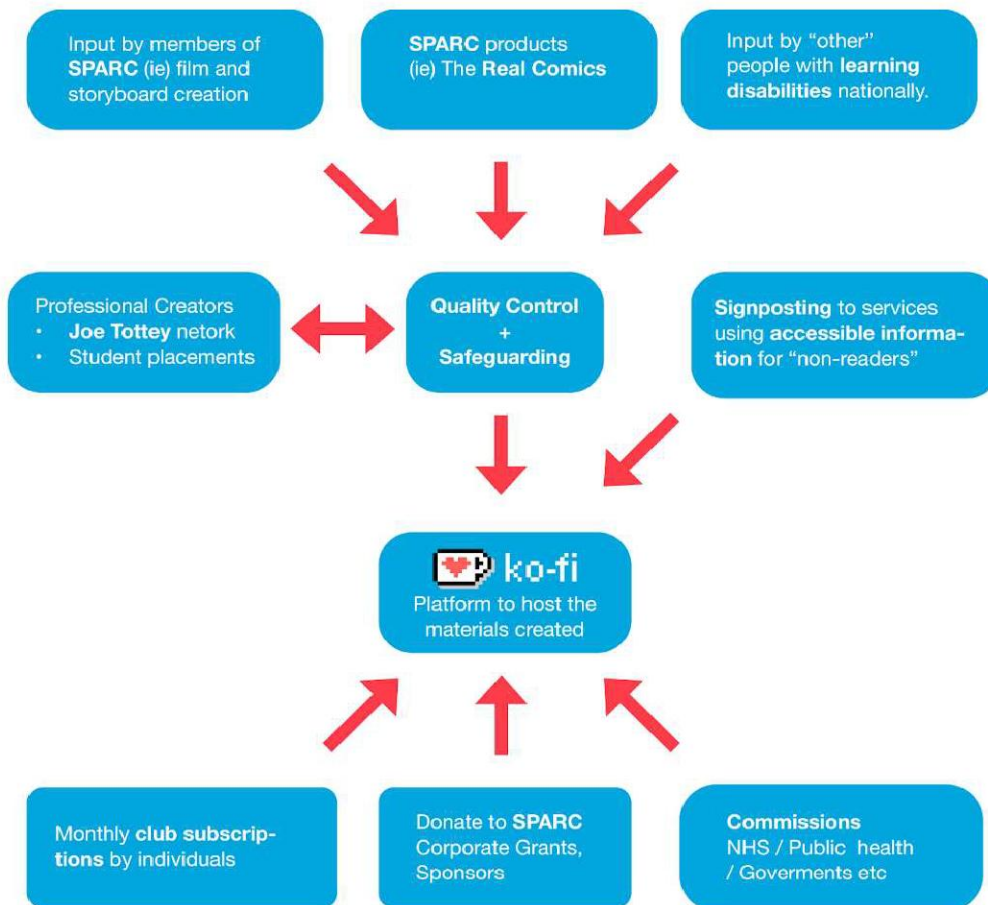 Input by members of
SPARC (ie) film and
storyboard creation
SPARC products
(ie) The Real Comics
Input by “other”
people with learning
disabilities nationally.
Professional Creators
• Joe Tottey netork
• Student placements
Quality Control
+
Safeguarding
Signposting to services
using accessible informa-
tion for “non-readers”
ko-fi
Platform to host the
materials created
Monthly club subscrip-
tions by individuals
Donate to SPARC
Corporate Grants,
Sponsors
Commissions
NHS / Public health
/ Goverments etc